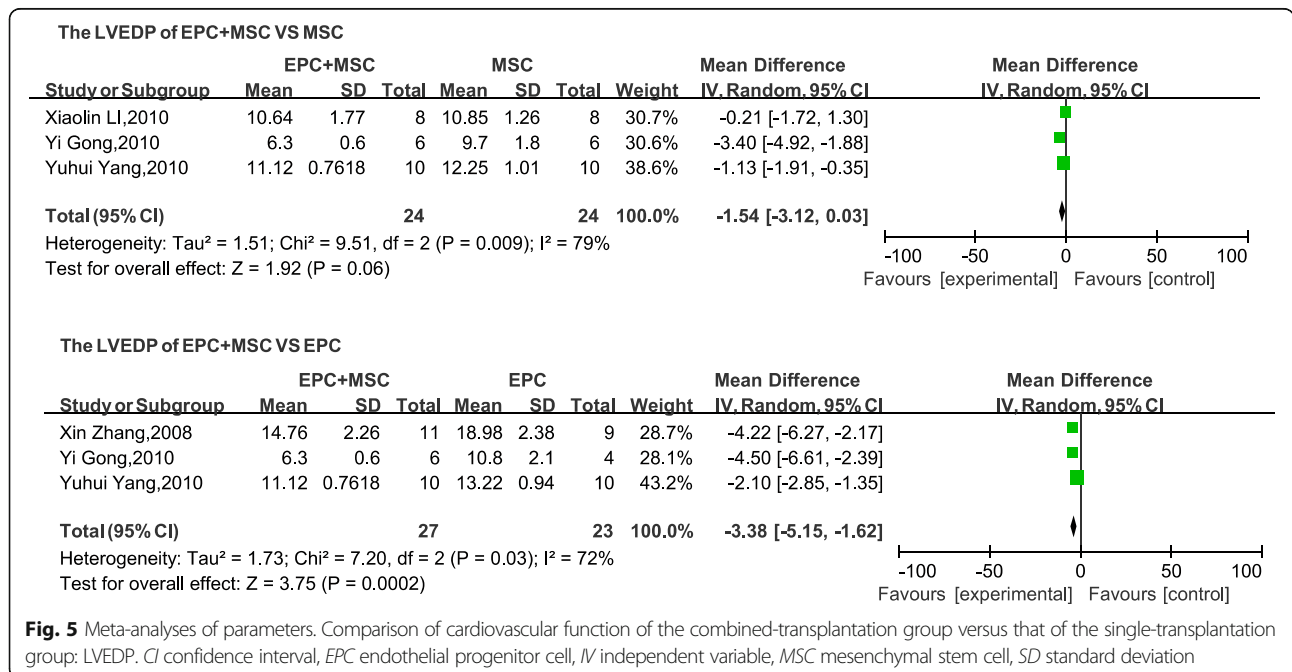 The LVEDP of EPC+MSC VS MSC
EPC+MSC MSC Mean Difference Mean Difference
Study or Subgroup Mean SD Total Mean SD Total Weight IV, Random, 95% CI IV, Random, 95% CI
Xiaolin LI,2010 10.64 1.77 8 10.85 1.26 8 30.7% -0.21 [-1.72, 1.30]
Yi Gong,2010 6.3 0.6 6 9.7 1.8 6 30.6% -3.40 [-4.92, -1.88]
Yuhui Yang,2010 11.12 0.7618 10 12.25 1.01 10 38.6% -1.13 [-1.91, -0.35]
Total (95% CI) 24 24 100.0% -1.54 [-3.12, 0.03]
Heterogeneity: Tau² = 1.51; Chi² = 9.51, df = 2 (P = 0.009); I² = 79%
Test for overall effect: Z = 1.92 (P = 0.06)
-100 -50 0 50 100
Favours [experimental] Favours [control]
The LVEDP of EPC+MSC VS EPC
EPC+MSC EPC Mean Difference Mean Difference
Study or Subgroup Mean SD Total Mean SD Total Weight IV, Random, 95% CI IV, Random, 95% CI
Xin Zhang,2008 14.76 2.26 11 18.98 2.38 9 28.7% -4.22 [-6.27, -2.17]
Yi Gong,2010 6.3 0.6 6 10.8 2.1 4 28.1% -4.50 [-6.61, -2.39]
Yuhui Yang,2010 11.12 0.7618 10 13.22 0.94 10 43.2% -2.10 [-2.85, -1.35]
Total (95% CI) 27 23 100.0% -3.38 [-5.15, -1.62]
Heterogeneity: Tau² = 1.73; Chi² = 7.20, df = 2 (P = 0.03); I² = 72%
Test for overall effect: Z = 3.75 (P = 0.0002)
-100 -50 0 50 100
Favours [experimental] Favours [control]
Fig. 5 Meta-analyses of parameters. Comparison of cardiovascular function of the combined-transplantation group versus that of the single-transplantation
group: LVEDP. CI confidence interval, EPC endothelial progenitor cell, IV independent variable, MSC mesenchymal stem cell, SD standard deviation